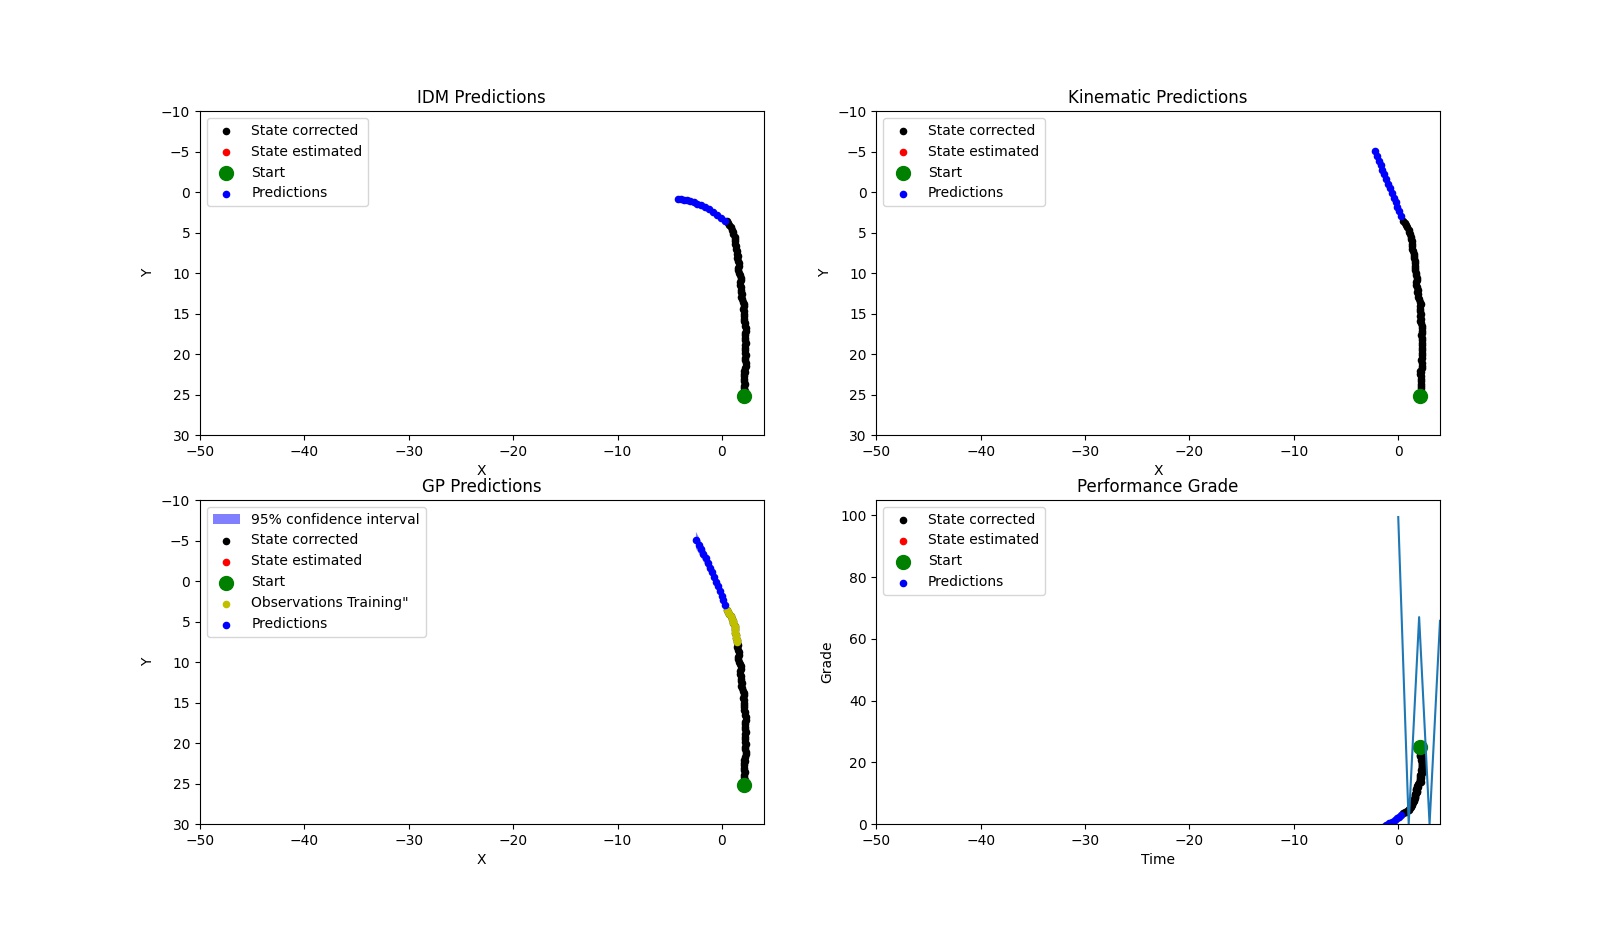 IDM Predictions
−10
−5
0
5
10
15
20
25
30
Y
State corrected
State estimated
Start
Predictions
−50 −40 −30 −20 −10 0
X
Kinematic Predictions
−10
−5
0
5
10
15
20
25
30
Y
State corrected
State estimated
Start
Predictions
−50 −40 −30 −20 −10 0
X
GP Predictions
−10
−5
0
5
10
15
20
25
30
Y
95% confidence interval
State corrected
State estimated
Start
Observations Training"
Predictions
−50 −40 −30 −20 −10 0
X
Performance Grade
100
80
60
40
20
0
Grade
State corrected
State estimated
Start
Predictions
−50 −40 −30 −20 −10 0
Time